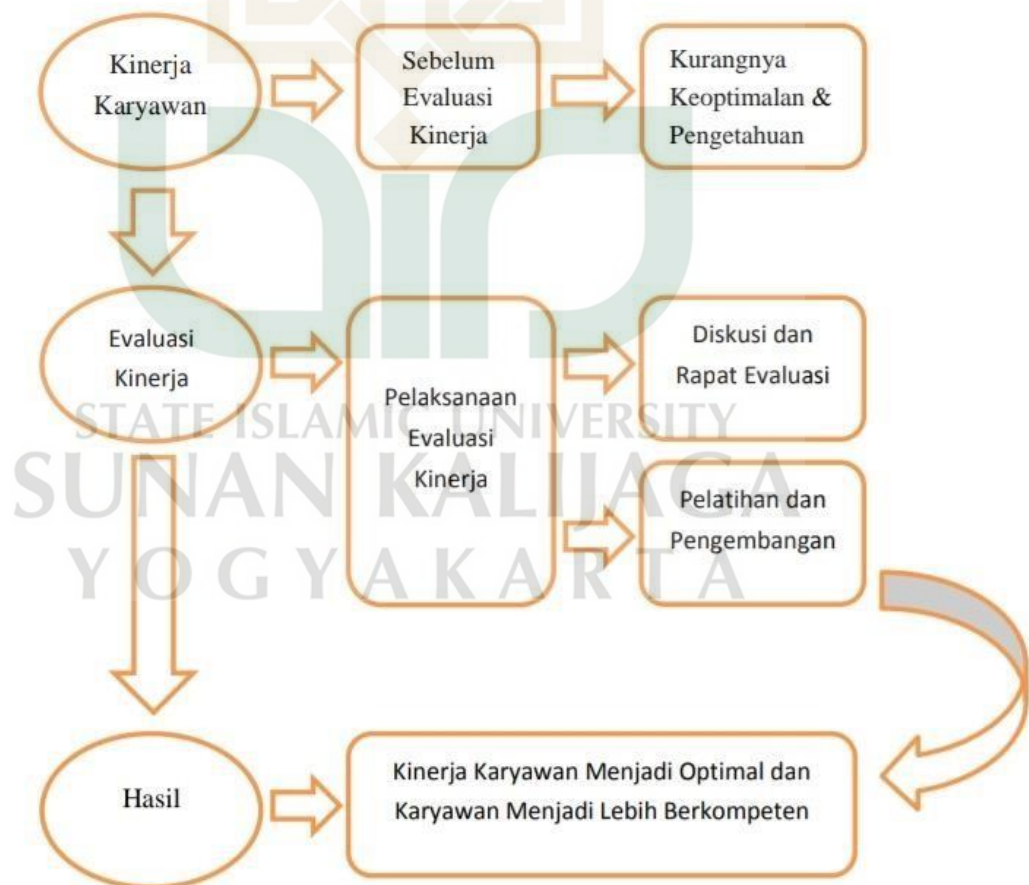 Kinerja
Karyawan
Sebelum
Evaluasi
Kinerja
Kurangnya
Keoptimalan &
Pengetahuan
Evaluasi
Kinerja
Pelaksanaan
Evaluasi
Kinerja
Diskusi dan
Rapat Evaluasi
Pelatihan dan
Pengembangan
STATE ISLAMIC UNIVERSITY
SUNAN KALIJAGA
YOGYAKARTA
Hasil
Kinerja Karyawan Menjadi Optimal dan
Karyawan Menjadi Lebih Berkompeten